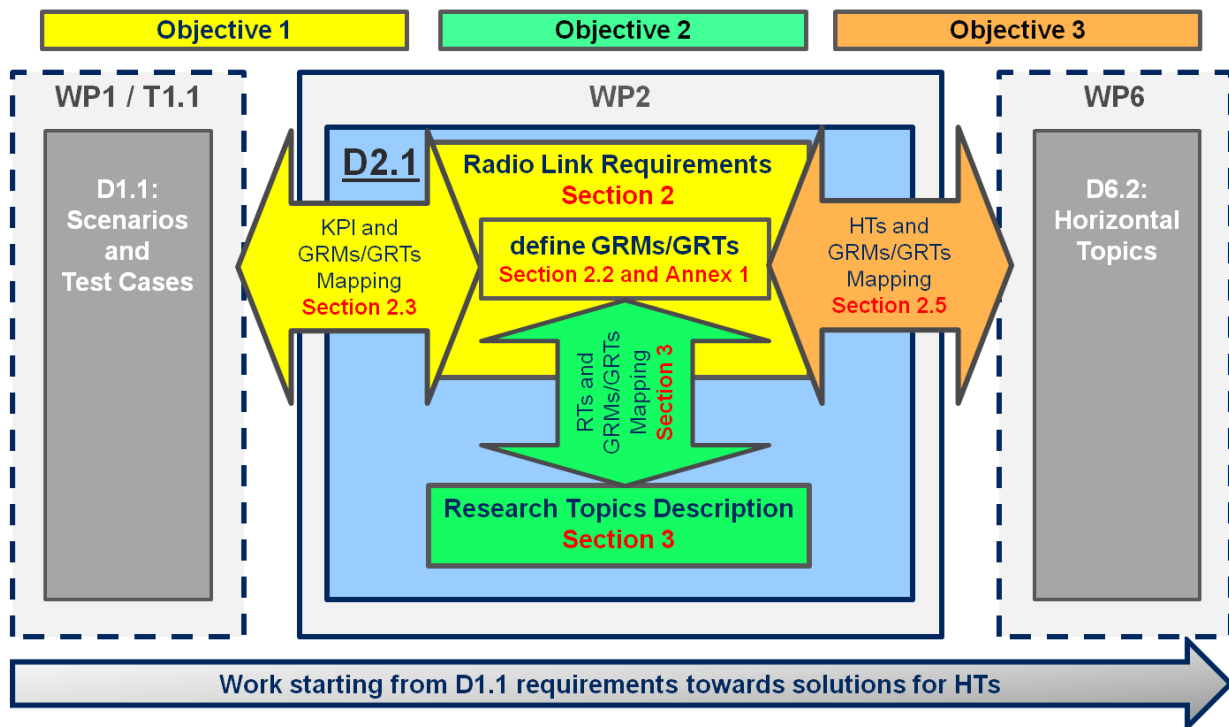 Objective 1
Objective 2
Objective 3
WP1 / T1.1
WP2
WP6
D1.1:
Scenarios
and
Test Cases
D2.1
Radio Link Requirements
Section 2
KPI and
GRMs/GRTs
Mapping
Section 2.3
define GRMs/GRTs
Section 2.2 and Annex 1
HTs and
GRMs/GRTs
Mapping
Section 2.5
D6.2:
Horizontal
Topics
RTs and
GRMs/GRTs
Mapping
Section 3
Research Topics Description
Section 3
Work starting from D1.1 requirements towards solutions for HTs